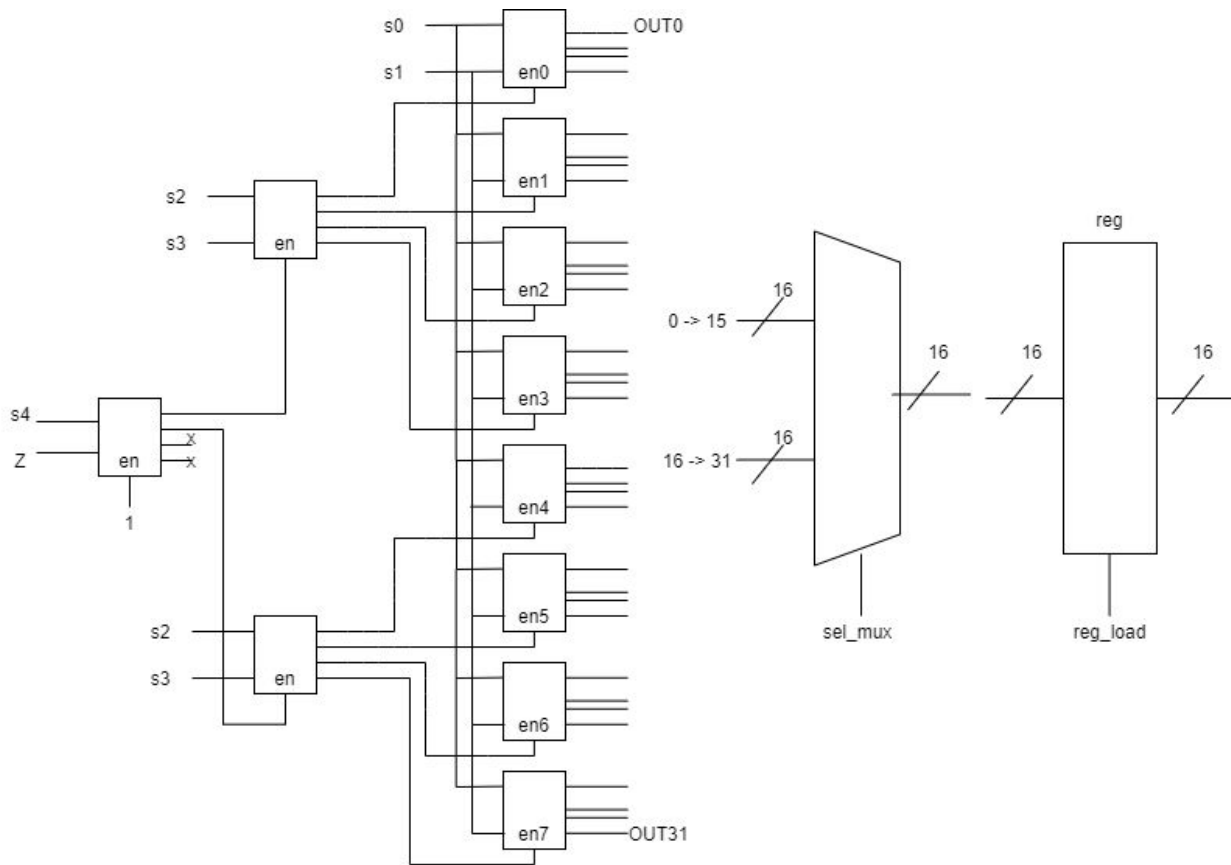 s0
OUT0
s1
en0
en1
s2
s3
en
en2
en3
s4
Z
en
x
x
1
en4
s2
s3
en
en5
en6
en7
OUT31
0 -> 15
16
16 -> 31
16
16
sel_mux
reg
16
16
reg_load